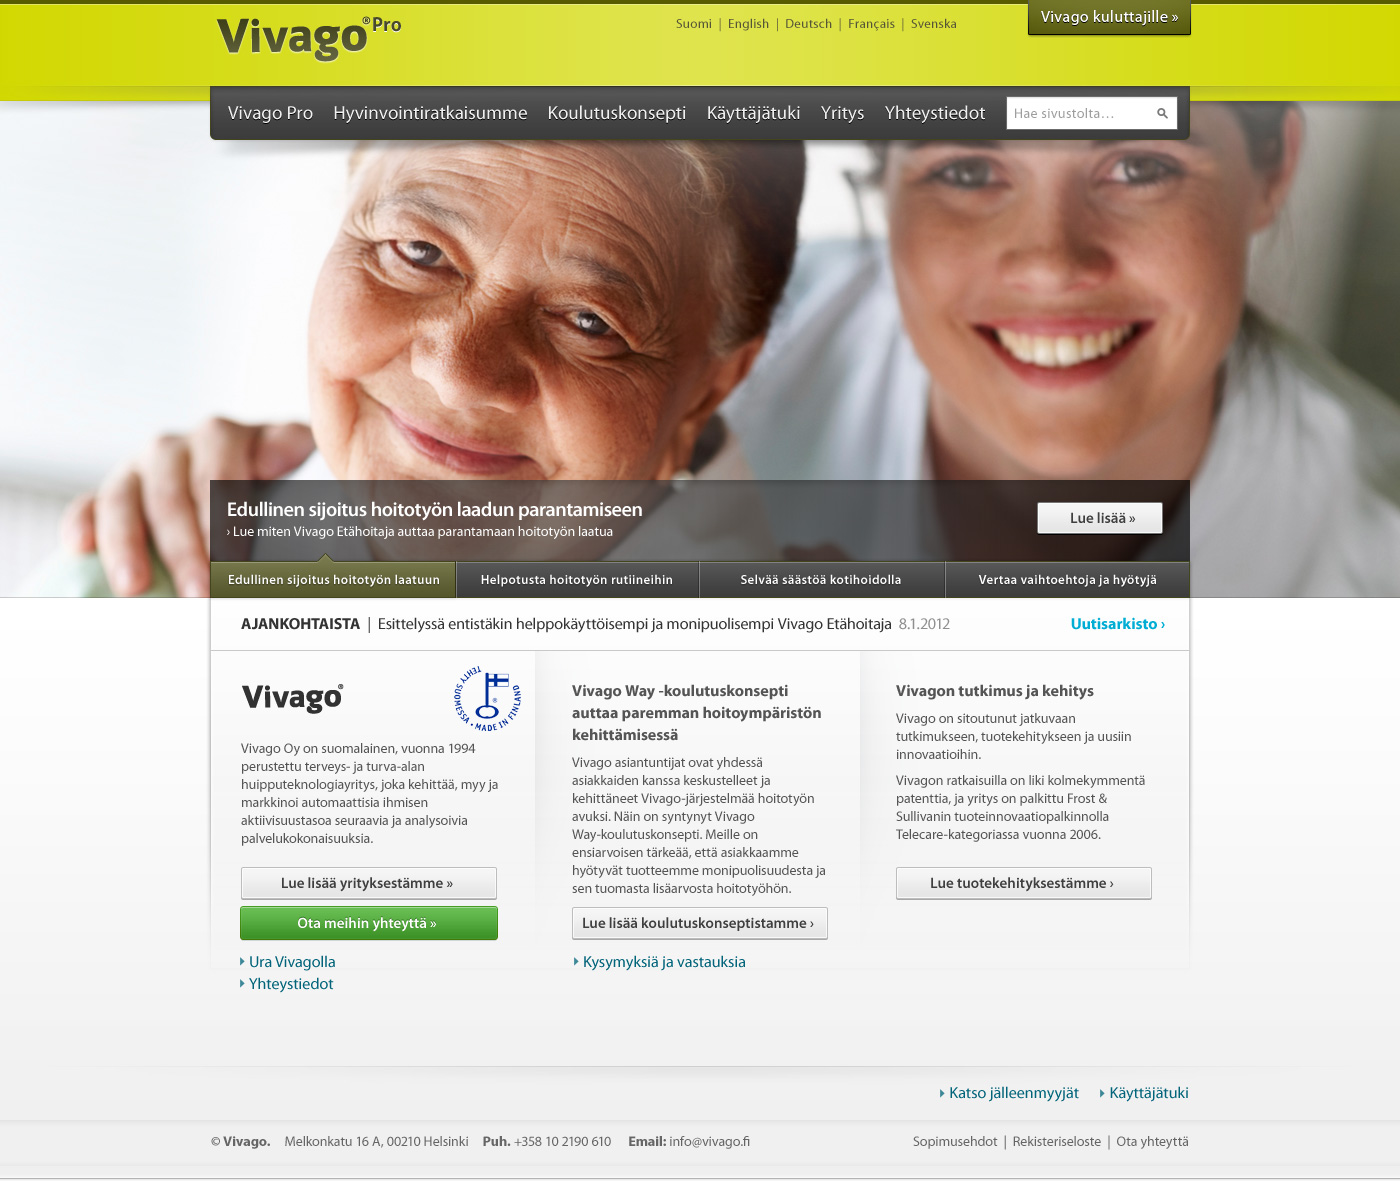 Vivago® Pro
Suomi | English | Deutsch | Français | Svenska
Vivago kuluttajille »
Vivago Pro Hyvinvointiratkaisumme Koulutuskonsepti Käyttäjätuki Yritys Yhteystiedot
Hae sivustolta...
Edullinen sijoitus hoitotyön laadun parantamiseen
› Lue miten Vivago Etähoitaja auttaa parantamaan hoitotyön laatua
Lue lisää »
Edullinen sijoitus hoitotyön laatuun
Helpotusta hoitotyön rutiineihin
Selvää säästöä kotihoidolla
Vertaa vaihtoehtoja ja hyötyjä
AJANKOHTAISTA | Esittelyssä entistäkin helppokäyttöisempi ja monipuolisempi Vivago Etähoitaja 8.1.2012
Uutisarkisto ›
Vivago®
TEHTY SUOMESSA • MADE IN FINLAND
Vivago Oy on suomalainen, vuonna 1994
perustettu terveys- ja turva-alan
huipputeknologiayritys, joka kehittää, myy ja
markkinoi automaattisia ihmisen
aktiivisuustasoa seuraavia ja analysoivia
palvelukokonaisuuksia.
Lue lisää yrityksestämme »
Ota meihin yhteyttä »
Ura Vivagolla
Yhteystiedot
Vivago Way -koulutuskonsepti
auttaa paremman hoitoympäristön
kehittämisessä
Vivago asiantuntijat ovat yhdessä
asiakkaiden kanssa keskustelleet ja
kehittäneet Vivago-järjestelmää hoitotyön
avuksi. Näin on syntynyt Vivago
Way-koulutuskonsepti. Meille on
ensiarvoisen tärkeää, että asiakkaamme
hyötyvät tuotteemme monipuolisuudesta ja
sen tuomasta lisäarvosta hoitotyöhön.
Lue lisää koulutuskonseptistamme ›
Kysymyksiä ja vastauksia
Vivagon tutkimus ja kehitys
Vivago on sitoutunut jatkuvaan
tutkimukseen, tuotekehitykseen ja uusiin
innovaatioihin.
Vivagon ratkaisuilla on liki kolmekymmentä
patenttia, ja yritys on palkittu Frost &
Sullivanin tuoteinnovaatiopalkinnolla
Telecare-kategoriassa vuonna 2006.
Lue tuotekehityksestämme ›
Katso jälleenmyyjät
Käyttäjätuki
© Vivago. Melkonkatu 16 A, 00210 Helsinki Puh. +358 10 2190 610 Email: info@vivago.fi
Sopimusehdot | Rekisteriseloste | Ota yhteyttä